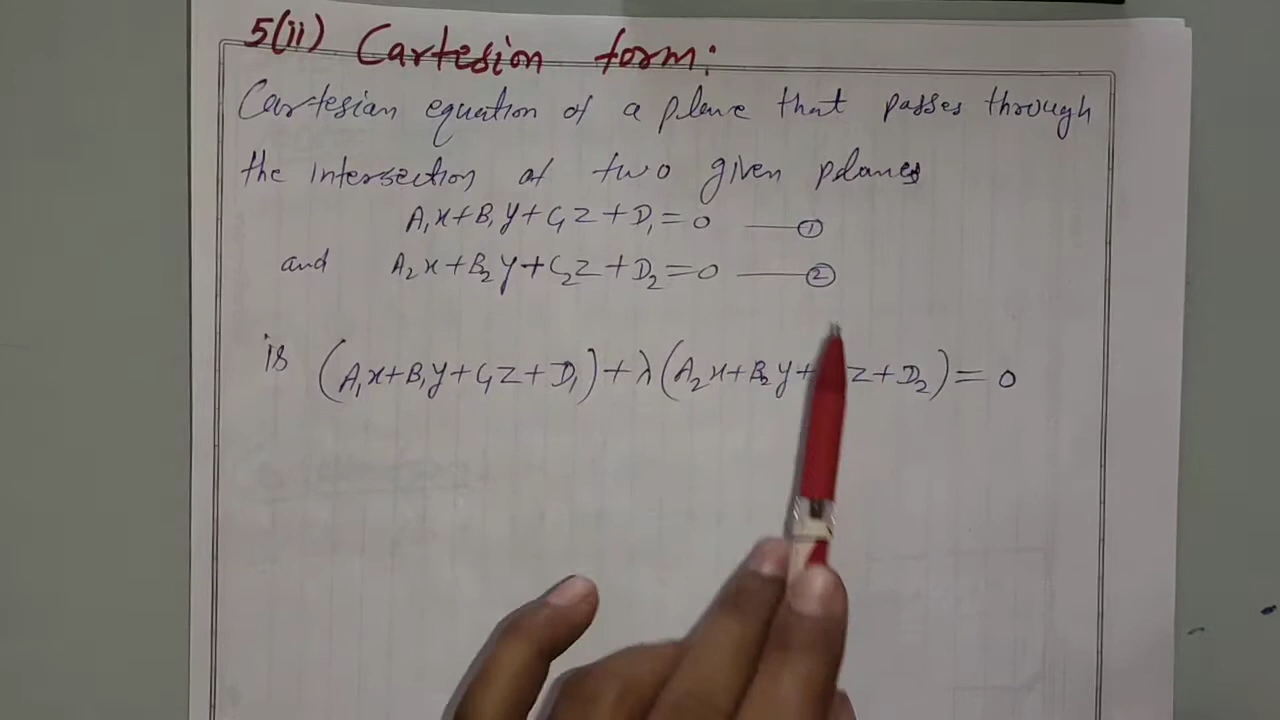 5(ii) Cartesion form:
Cartesian equation of a plane that passes through
the intersection of two given planes
A₁x+B₁y+C₁z+D₁=0 —— ①
and A₂x+B₂y+C₂z+D₂=0 —— ②
is (A₁x+B₁y+C₁z+D₁)+λ(A₂x+B₂y+ z+D₂)=0